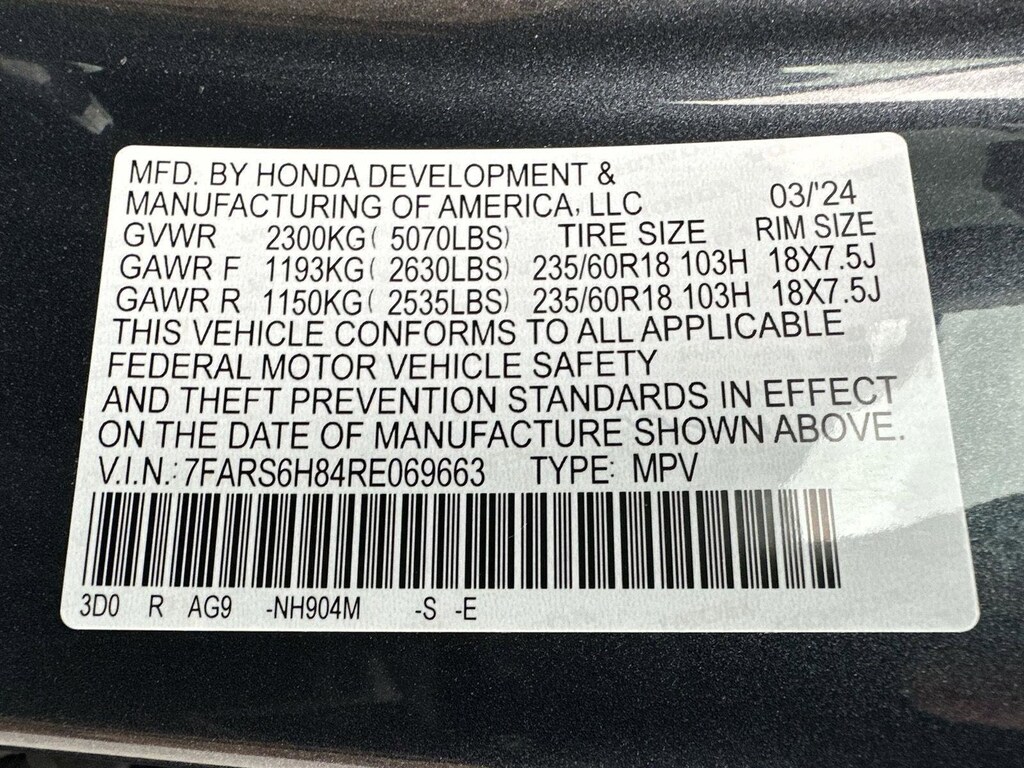 MFD. BY HONDA DEVELOPMENT &
MANUFACTURING OF AMERICA, LLC 03/'24
GVWR 2300KG( 5070LBS) TIRE SIZE RIM SIZE
GAWR F 1193KG( 2630LBS) 235/60R18 103H 18X7.5J
GAWR R 1150KG( 2535LBS) 235/60R18 103H 18X7.5J
THIS VEHICLE CONFORMS TO ALL APPLICABLE
FEDERAL MOTOR VEHICLE SAFETY
AND THEFT PREVENTION STANDARDS IN EFFECT
ON THE DATE OF MANUFACTURE SHOWN ABOVE.
V.I.N.: 7FARS6H84RE069663 TYPE: MPV
3D0 R AG9 -NH904M -S -E